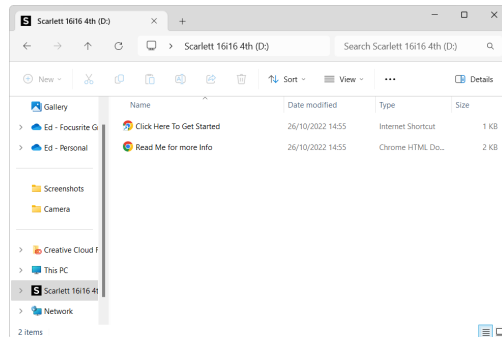 S Scarlett 16i16 4th (D:)
Scarlett 16i16 4th (D:)
Search Scarlett 16i16 4th (D:)
New
Sort
View
Details
Name
Date modified
Type
Size
Gallery
Click Here To Get Started
26/10/2022 14:55
Internet Shortcut
1 KB
Ed - Focusrite G
Read Me for more Info
26/10/2022 14:55
Chrome HTML Do...
2 KB
Ed - Personal
Screenshots
Camera
Creative Cloud F
This PC
S Scarlett 16i16 4t
Network
2 items